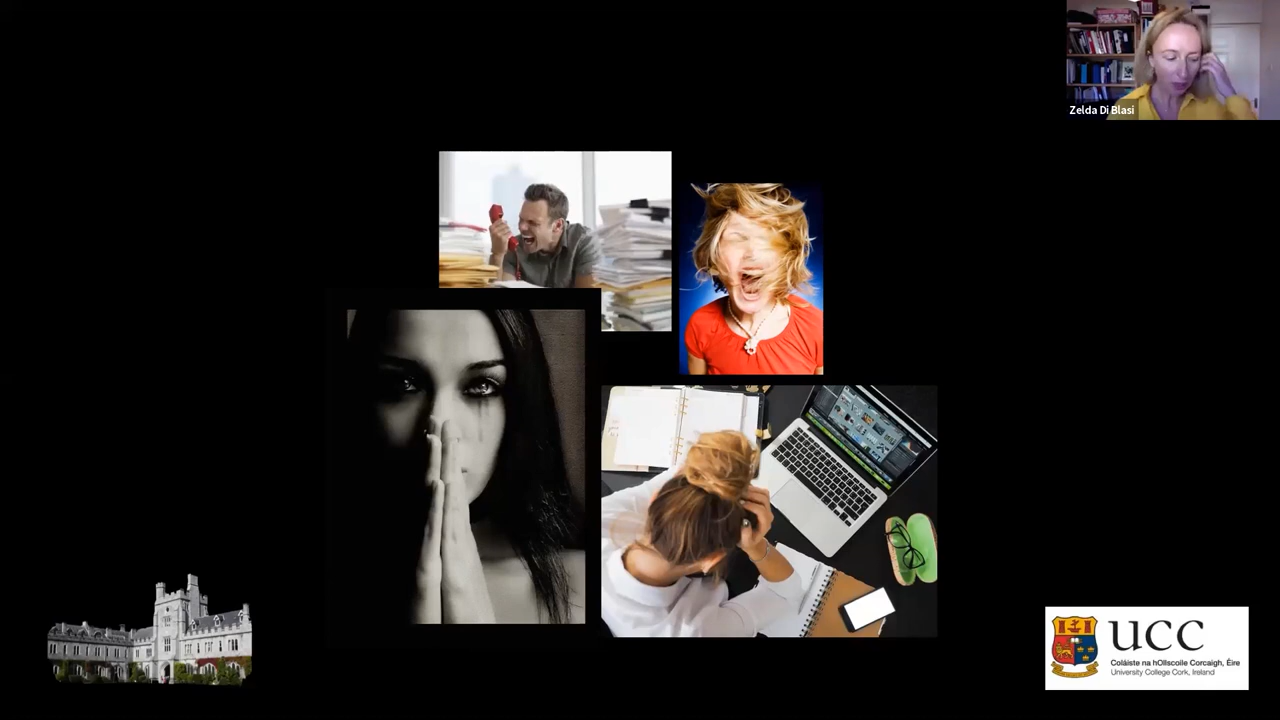 Zelda Di Blasi
UCC
Coláiste na hOllscoile Corcaigh, Éire
University College Cork, Ireland